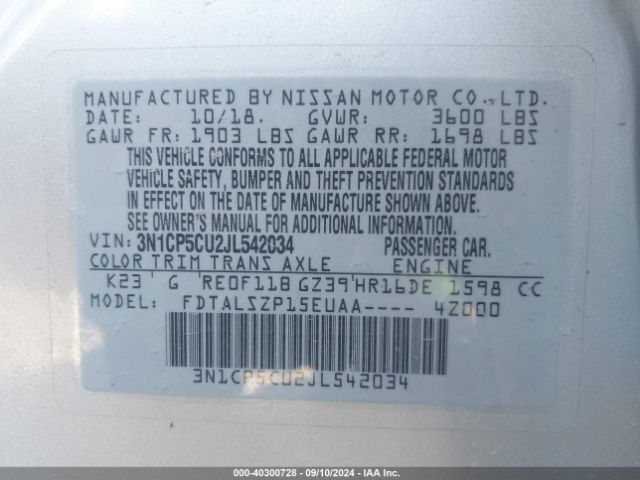 MANUFACTURED BY NISSAN MOTOR CO.,LTD.
DATE: 10/18. GVWR: 3600 LBS
GAWR FR: 1903 LBS GAWR RR: 1698 LBS
THIS VEHICLE CONFORMS TO ALL APPLICABLE FEDERAL MOTOR
VEHICLE SAFETY, BUMPER AND THEFT PREVENTION STANDARDS
IN EFFECT ON THE DATE OF MANUFACTURE SHOWN ABOVE.
SEE OWNER'S MANUAL FOR ADDITIONAL INFORMATION.
VIN: 3N1CP5CU2JL542034 PASSENGER CAR.
COLOR TRIM TRANS AXLE ENGINE
K23 G RE0F11B GZ39 HR16DE 1598 CC
MODEL: FDTALSZP15EUAA---- 4Z000
3N1CP5CU2JL542034
000-40300728 - 09/10/2024 - IAAI.COM